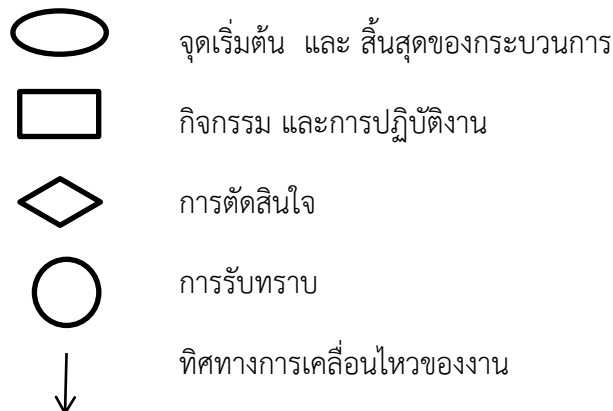 จุดเริ่มต้น และ สิ้นสุดของกระบวนการ
กิจกรรม และการปฏิบัติงาน
การตัดสินใจ
การรับทราบ
ทิศทางการเคลื่อนไหวของงาน